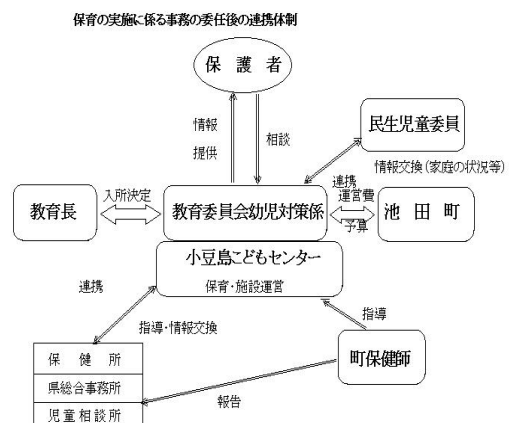 保育の実施に係る事務の委任後の連携体制
保護者
情報
提供
相談
民生児童委員
情報交換(家庭の状況等)
連携
教育長
入所決定
教育委員会幼児対策係
運営費
予算
池田町
小豆島こどもセンター
保育・施設運営
連携
指導・情報交換
指導
保健所
県総合事務所
児童相談所
町保健師
報告